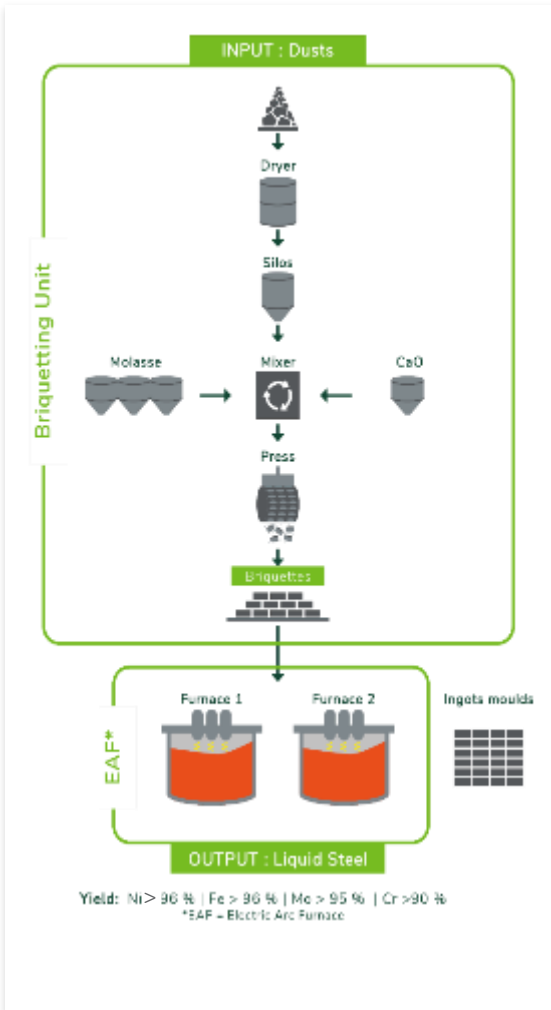 INPUT : Dusts
Dryer
Silos
Molasse
Mixer
CaO
Press
Briquetting Unit
Briquettes
Furnace 1
Furnace 2
Ingots moulds
EAF*
OUTPUT : Liquid Steel
Yield: Ni > 96 % | Fe > 96 % | Mo > 95 % | Cr >90 %
*EAF = Electric Arc Furnace